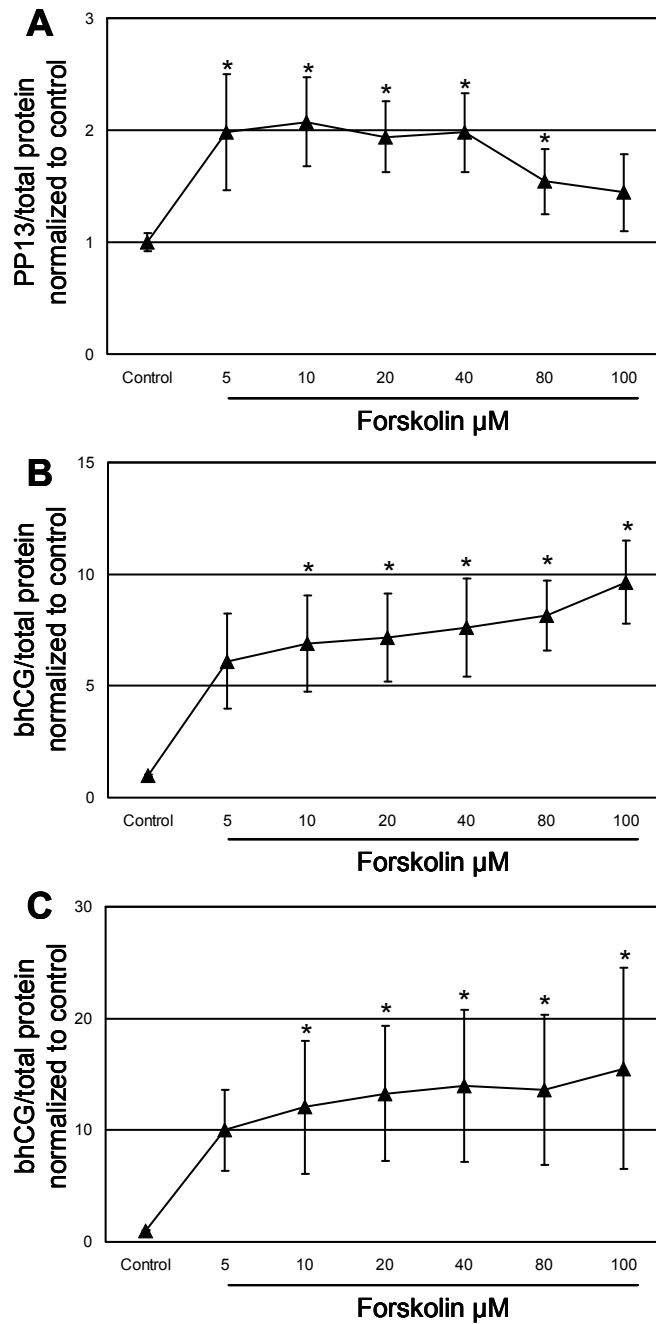 A
PP13/total protein
normalized to control
3
*
*
*
*
*
2
1
0
Control 5 10 20 40 80 100
Forskolin µM
B
bhCG/total protein
normalized to control
15
*
*
*
*
*
10
5
0
Control 5 10 20 40 80 100
Forskolin µM
C
bhCG/total protein
normalized to control
30
*
*
*
*
*
20
10
0
Control 5 10 20 40 80 100
Forskolin µM